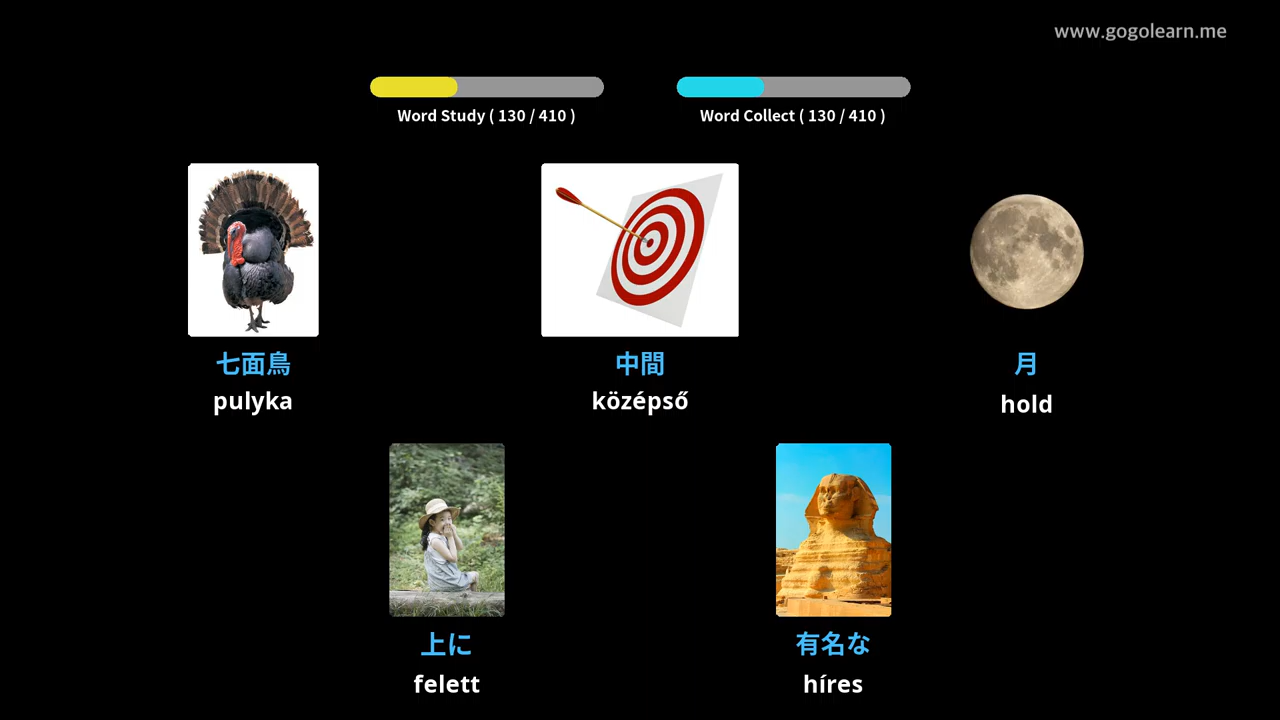 www.gogolearn.me
Word Study ( 130 / 410 )
Word Collect ( 130 / 410 )
七面鳥
pulyka
中間
középső
月
hold
上に
felett
有名な
híres